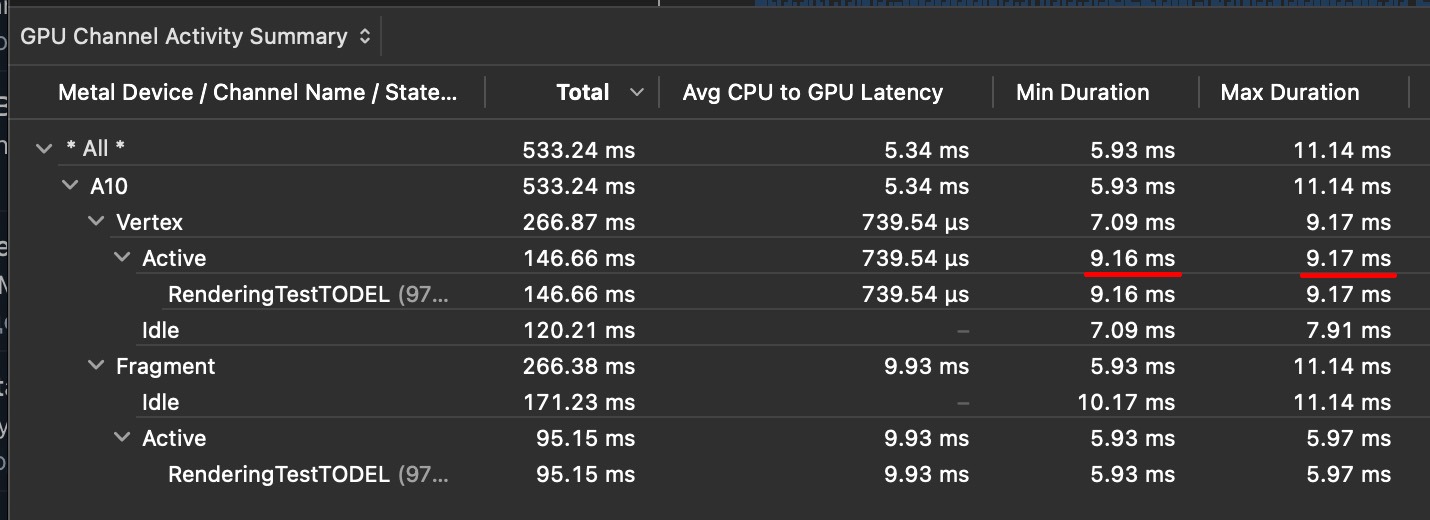 GPU Channel Activity Summary
Metal Device / Channel Name / State... Total Avg CPU to GPU Latency Min Duration Max Duration
* All * 533.24 ms 5.34 ms 5.93 ms 11.14 ms
A10 533.24 ms 5.34 ms 5.93 ms 11.14 ms
Vertex 266.87 ms 739.54 µs 7.09 ms 9.17 ms
Active 146.66 ms 739.54 µs 9.16 ms 9.17 ms
RenderingTestTODEL (97... 146.66 ms 739.54 µs 9.16 ms 9.17 ms
Idle 120.21 ms – 7.09 ms 7.91 ms
Fragment 266.38 ms 9.93 ms 5.93 ms 11.14 ms
Idle 171.23 ms – 10.17 ms 11.14 ms
Active 95.15 ms 9.93 ms 5.93 ms 5.97 ms
RenderingTestTODEL (97... 95.15 ms 9.93 ms 5.93 ms 5.97 ms